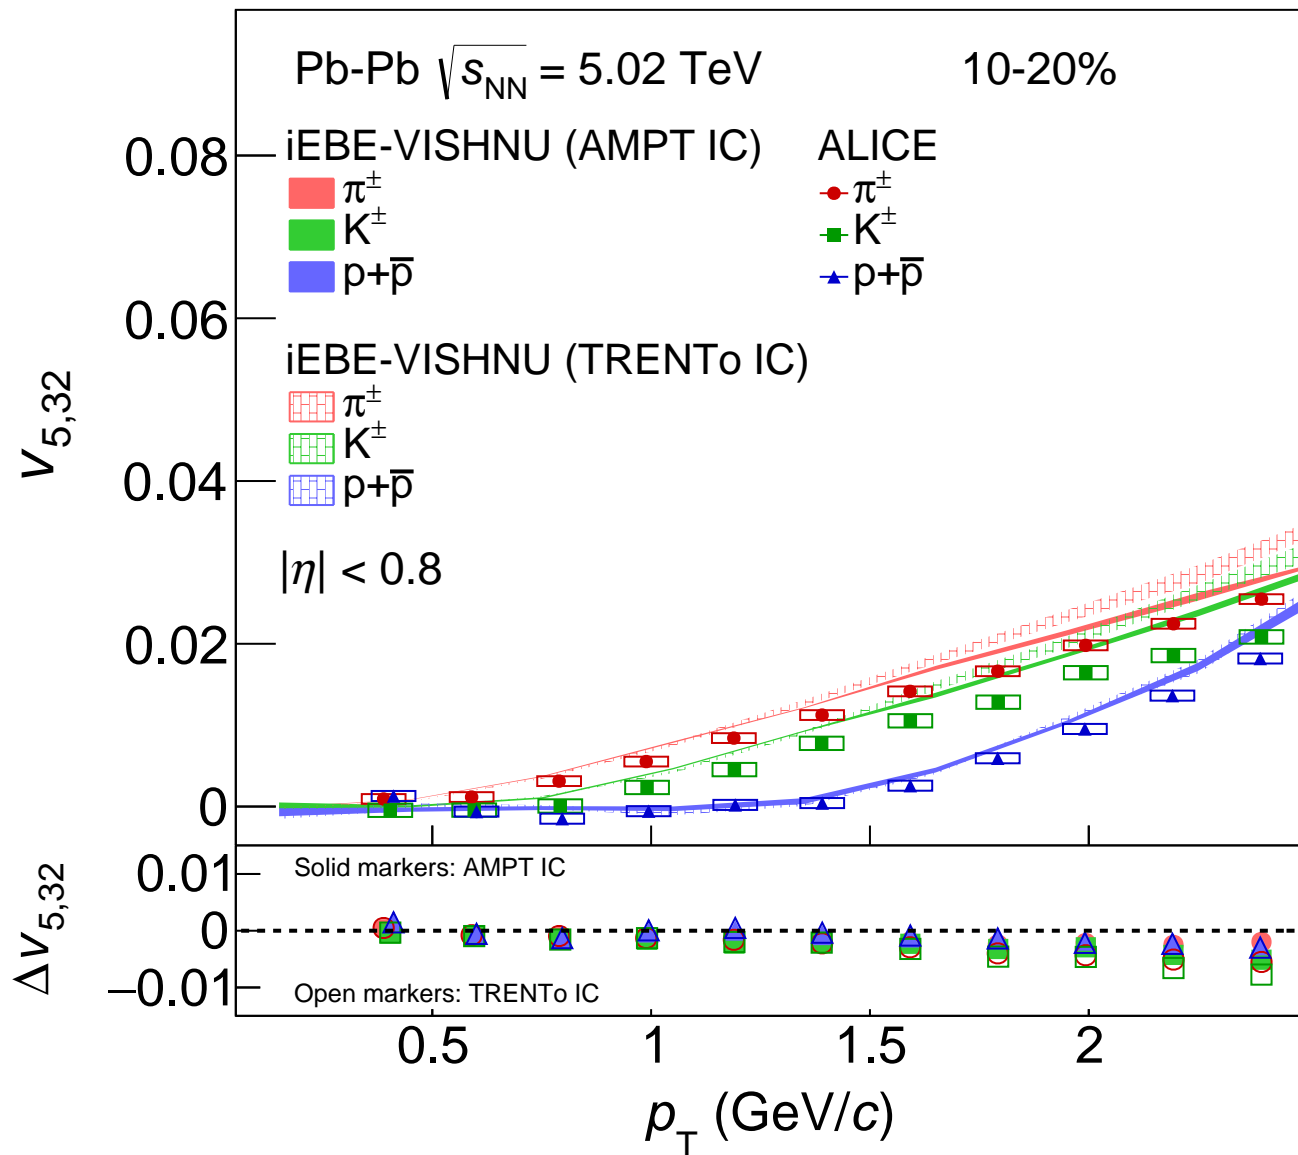 Pb-Pb √s_NN = 5.02 TeV 10-20%
iEBE-VISHNU (AMPT IC) ALICE
π± π±
K± K±
p+p̅ p+p̅
iEBE-VISHNU (TRENTo IC)
π±
K±
p+p̅
|η| < 0.8
0.08
0.06
0.04
0.02
0
v5,32
Solid markers: AMPT IC
Open markers: TRENTo IC
0.01
0
−0.01
Δv5,32
0.5 1 1.5 2
pT (GeV/c)